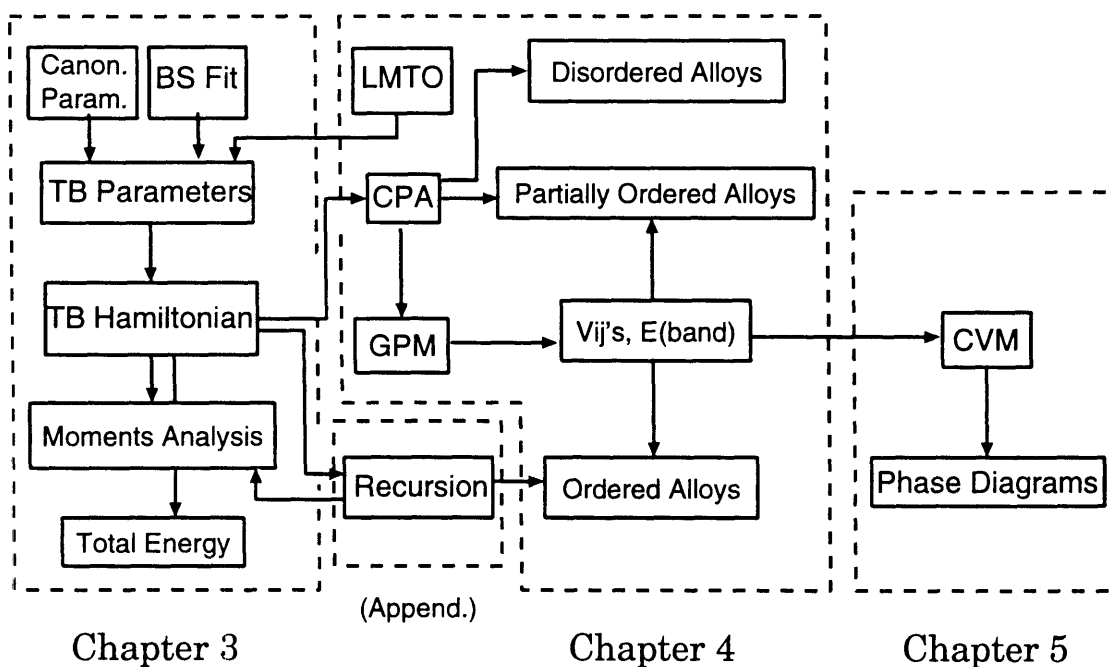 Canon.
Param.
BS Fit
LMTO
Disordered Alloys
TB Parameters
CPA
Partially Ordered Alloys
TB Hamiltonian
GPM
Vij's, E(band)
CVM
Moments Analysis
Recursion
Ordered Alloys
Phase Diagrams
Total Energy
(Append.)
Chapter 3
Chapter 4
Chapter 5